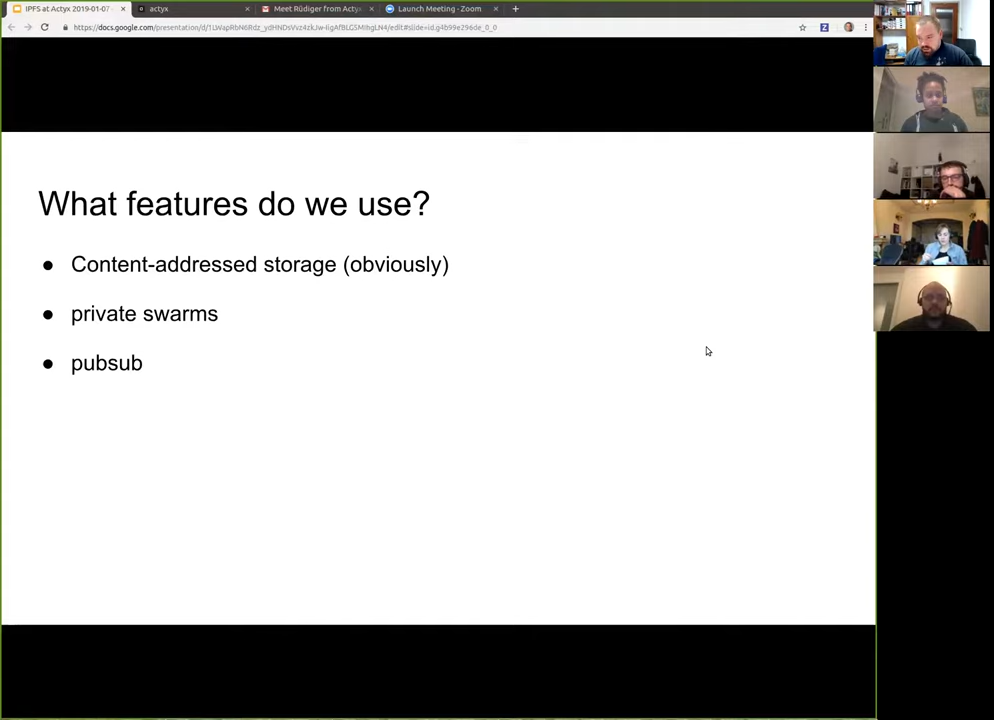 IPFS at Actyx 2019-01-07
actyx
Meet Rüdiger from Acty
Launch Meeting - Zoom
What features do we use?
● Content-addressed storage (obviously)
● private swarms
● pubsub